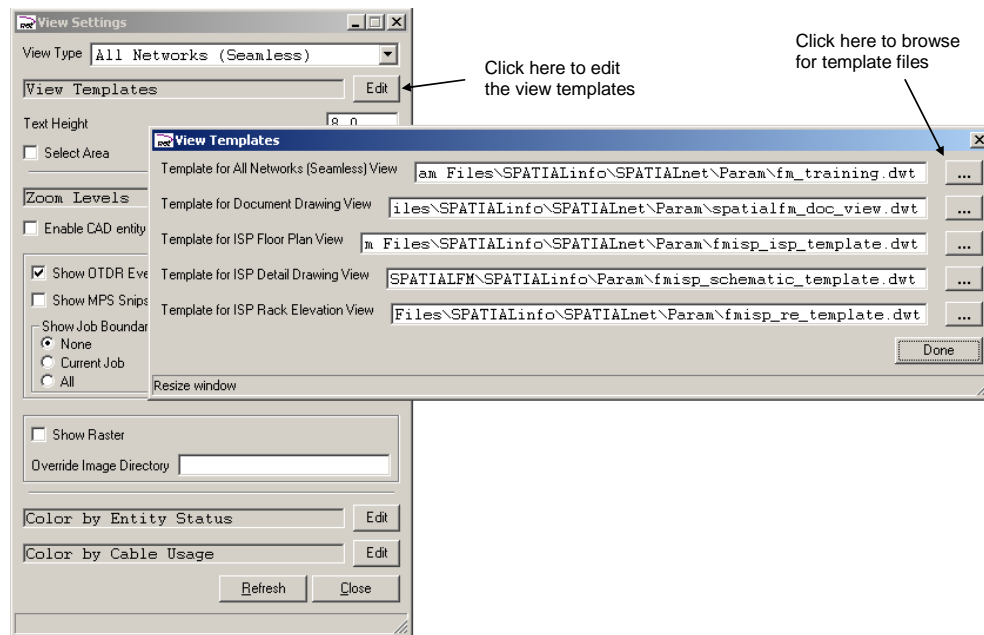 View Settings
View Type All Networks (Seamless)
View Templates Edit
Click here to edit
the view templates
Click here to browse
for template files
Text Height 8.0
Select Area
Zoom Levels
Enable CAD entity
Show OTDR Eve
Show MPS Snips
Show Job Boundar
None
Current Job
All
View Templates
Template for All Networks (Seamless) View am Files\SPATIALinfo\SPATIALnet\Param\fm_training.dwt ...
Template for Document Drawing View iles\SPATIALinfo\SPATIALnet\Param\spatialfm_doc_view.dwt ...
Template for ISP Floor Plan View m Files\SPATIALinfo\SPATIALnet\Param\fmisp_isp_template.dwt ...
Template for ISP Detail Drawing View SPATIALFM\SPATIALinfo\Param\fmisp_schematic_template.dwt ...
Template for ISP Rack Elevation View Files\SPATIALinfo\SPATIALnet\Param\fmisp_re_template.dwt ...
Done
Resize window
Show Raster
Override Image Directory
Color by Entity Status Edit
Color by Cable Usage Edit
Refresh Close